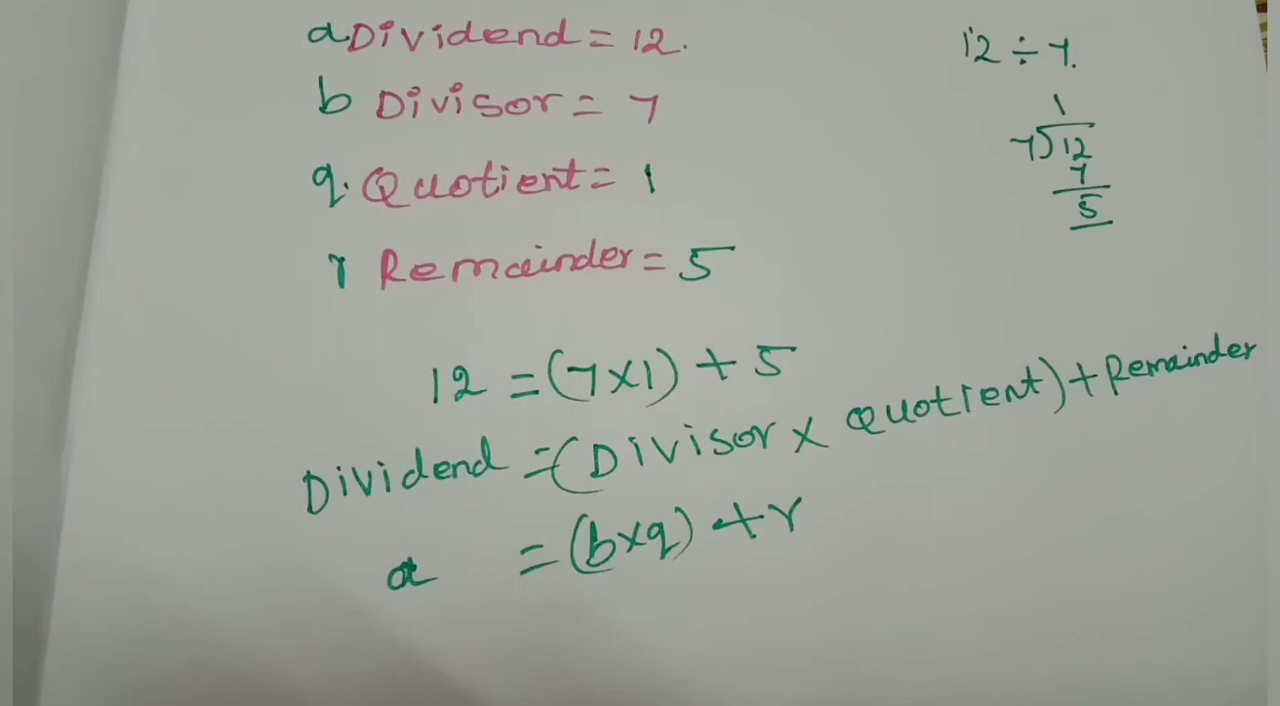 a Dividend = 12.
b Divisor = 7
q. Quotient = 1
r Remainder = 5
12 ÷ 7.
1
7)12
7
5
12 = (7×1) + 5
Dividend = (Divisor × Quotient) + Remainder
a = (b×q) + r